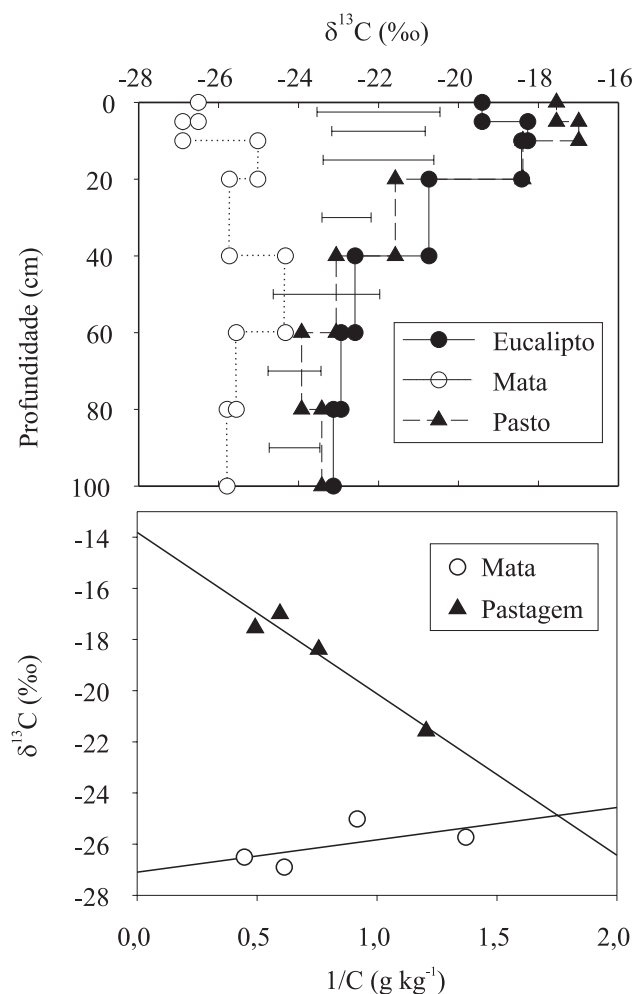 δ¹³C (‰)
-28 -26 -24 -22 -20 -18 -16
0
20
40
60
80
100
Profundidade (cm)
Eucalipto
Mata
Pasto
-14
-16
-18
-20
-22
-24
-26
-28
δ¹³C (‰)
Mata
Pastagem
0,0 0,5 1,0 1,5 2,0
1/C (g kg⁻¹)